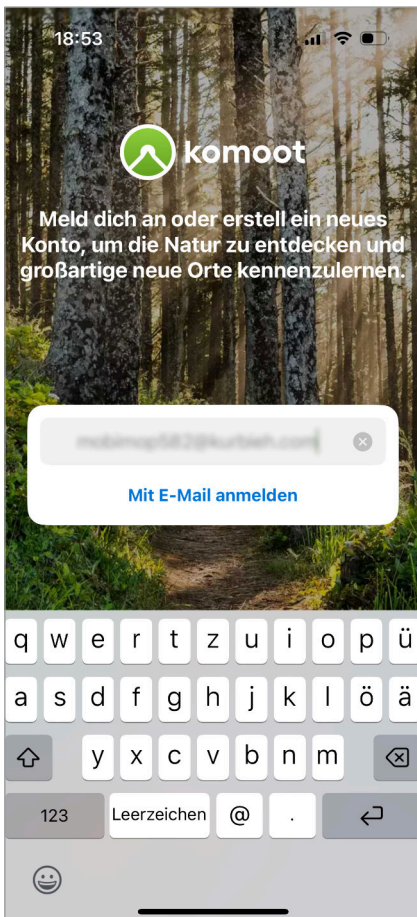 18:53
komoot
Meld dich an oder erstell ein neues
Konto, um die Natur zu entdecken und
großartige neue Orte kennenzulernen.
Mit E-Mail anmelden
q w e r t z u i o p ü
a s d f g h j k l ö ä
y x c v b n m
123 Leerzeichen @ .